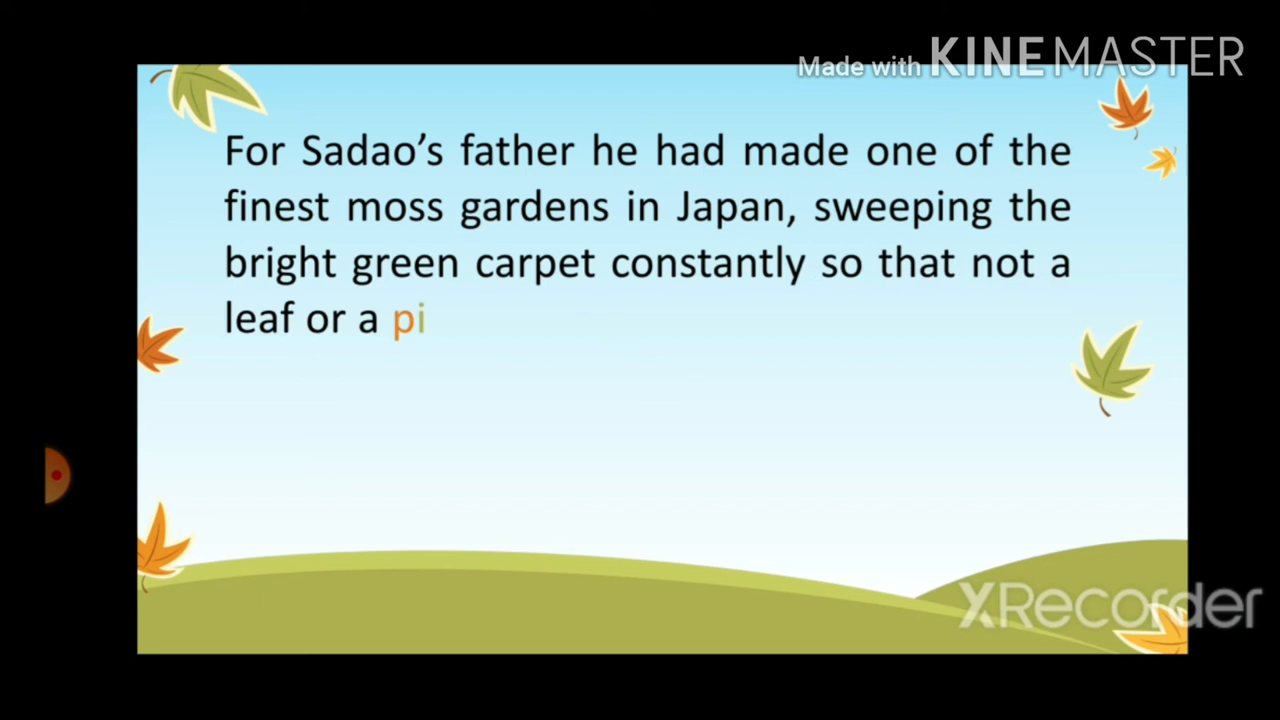 Made with KINEMASTER
For Sadao’s father he had made one of the
finest moss gardens in Japan, sweeping the
bright green carpet constantly so that not a
leaf or a pi
XRecorder